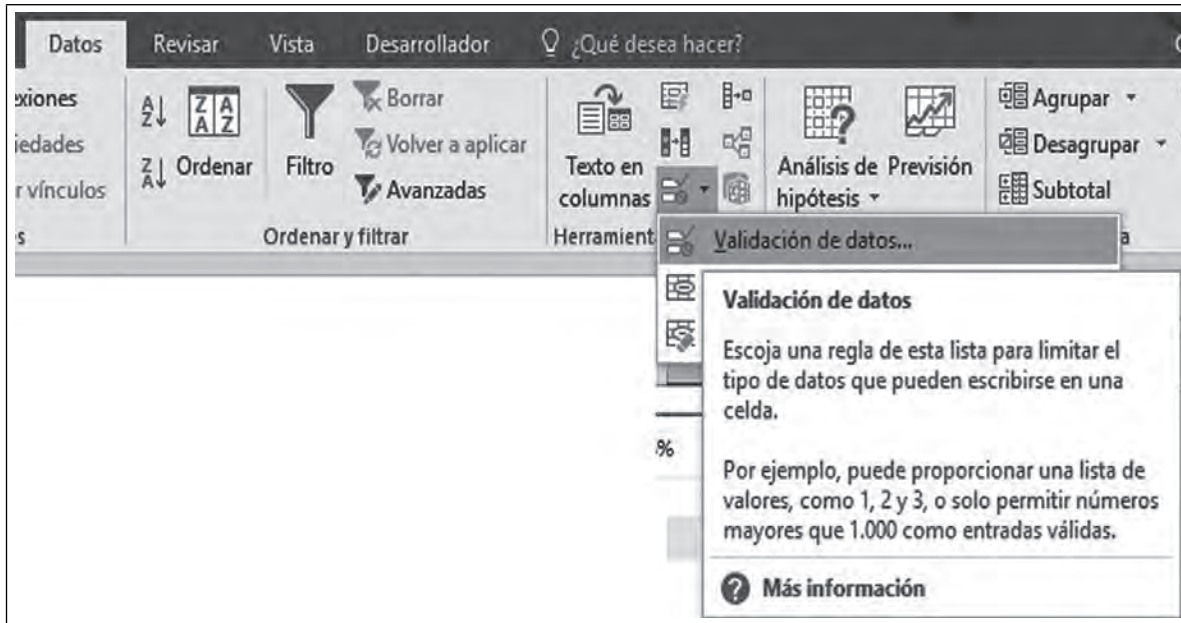 Datos Revisar Vista Desarrollador ¿Qué desea hacer?
exiones
iedades
r vínculos
s
A Z
Z A
Z A
A Z
Ordenar
Filtro
Borrar
Volver a aplicar
Avanzadas
Ordenar y filtrar
Texto en
columnas
Herramient
Análisis de
hipótesis
Previsión
Agrupar
Desagrupar
Subtotal
a
Validación de datos...
Validación de datos
Escoja una regla de esta lista para limitar el
tipo de datos que pueden escribirse en una
celda.
Por ejemplo, puede proporcionar una lista de
valores, como 1, 2 y 3, o solo permitir números
mayores que 1.000 como entradas válidas.
Más información
%